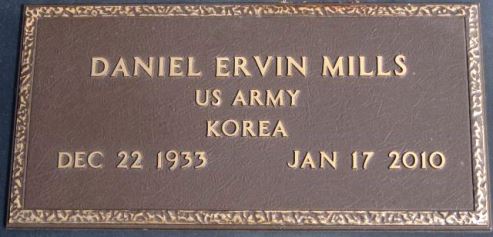 DANIEL ERVIN MILLS
US ARMY
KOREA
DEC 22 1933 JAN 17 2010